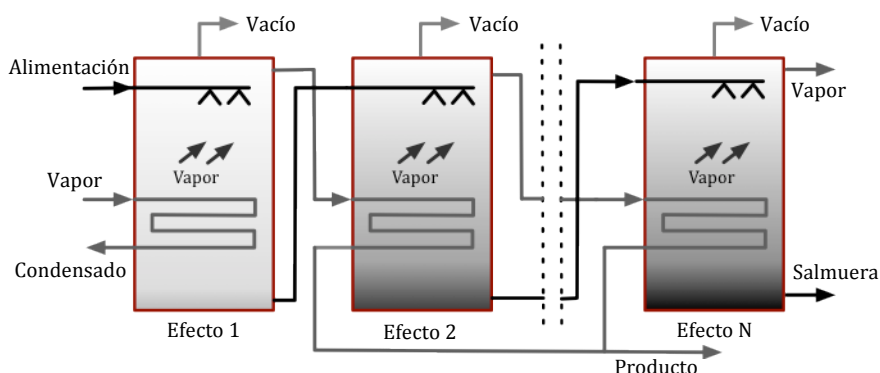 Vacío
Vacío
Vacío
Alimentación
Vapor
Vapor
Vapor
Vapor
Vapor
Condensado
Salmuera
Efecto 1
Efecto 2
Efecto N
Producto